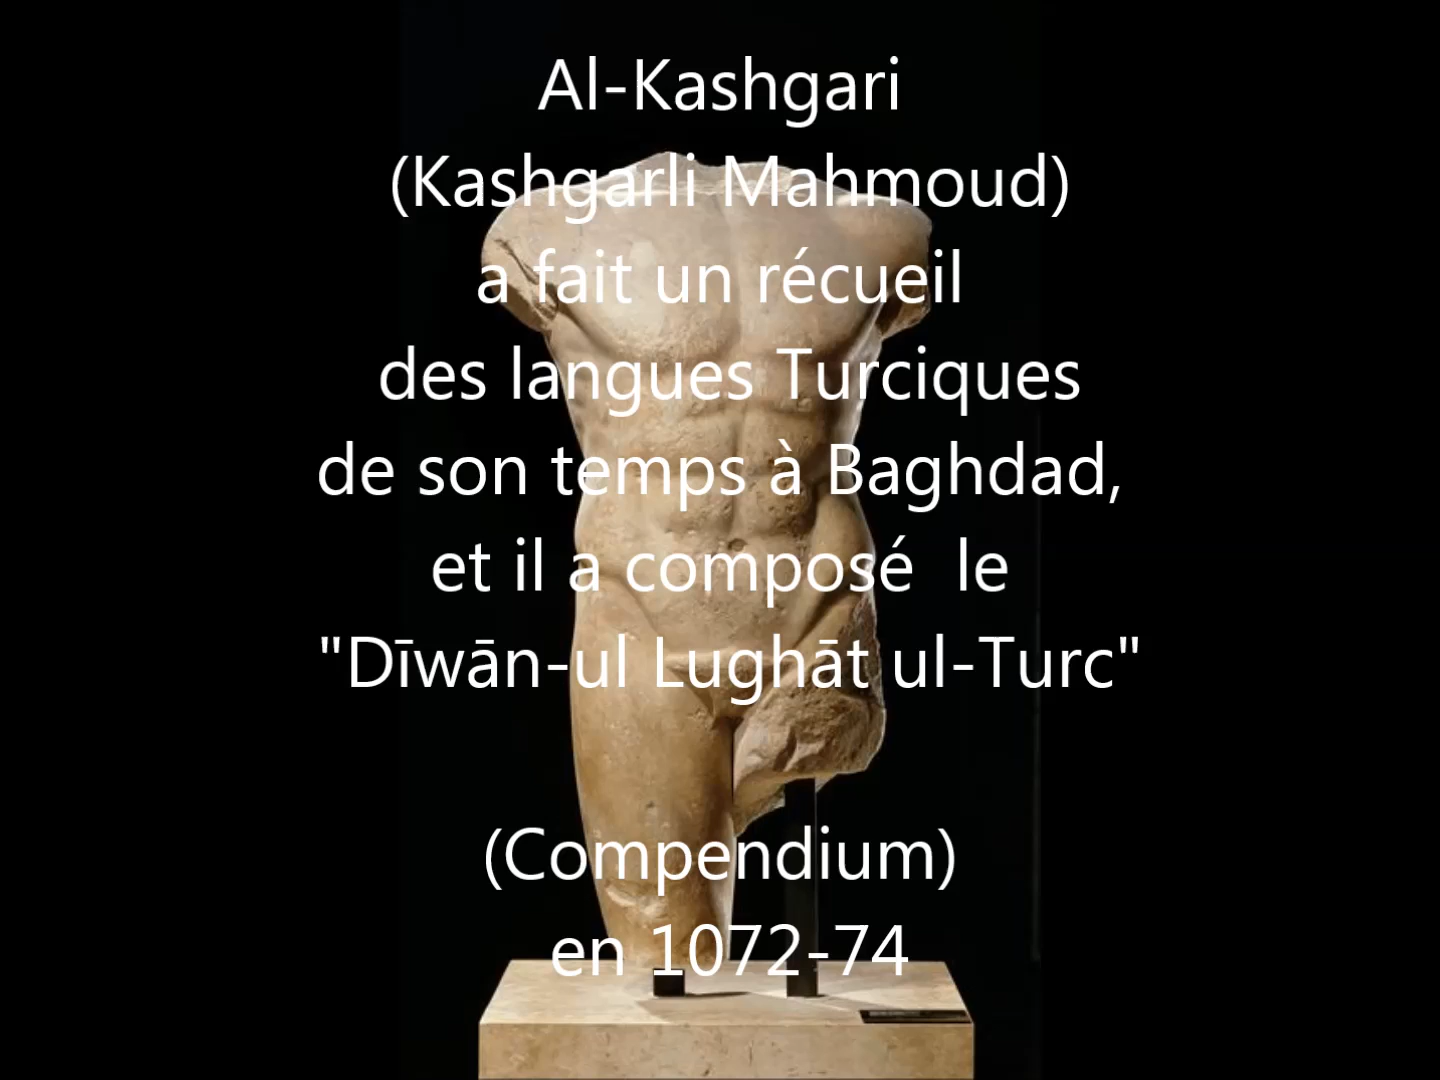 Al-Kashgari
(Kashgarli Mahmoud)
a fait un récueil
des langues Turciques
de son temps à Baghdad,
et il a composé  le
"Dīwān-ul Lughāt ul-Turc"
(Compendium)
en 1072-74